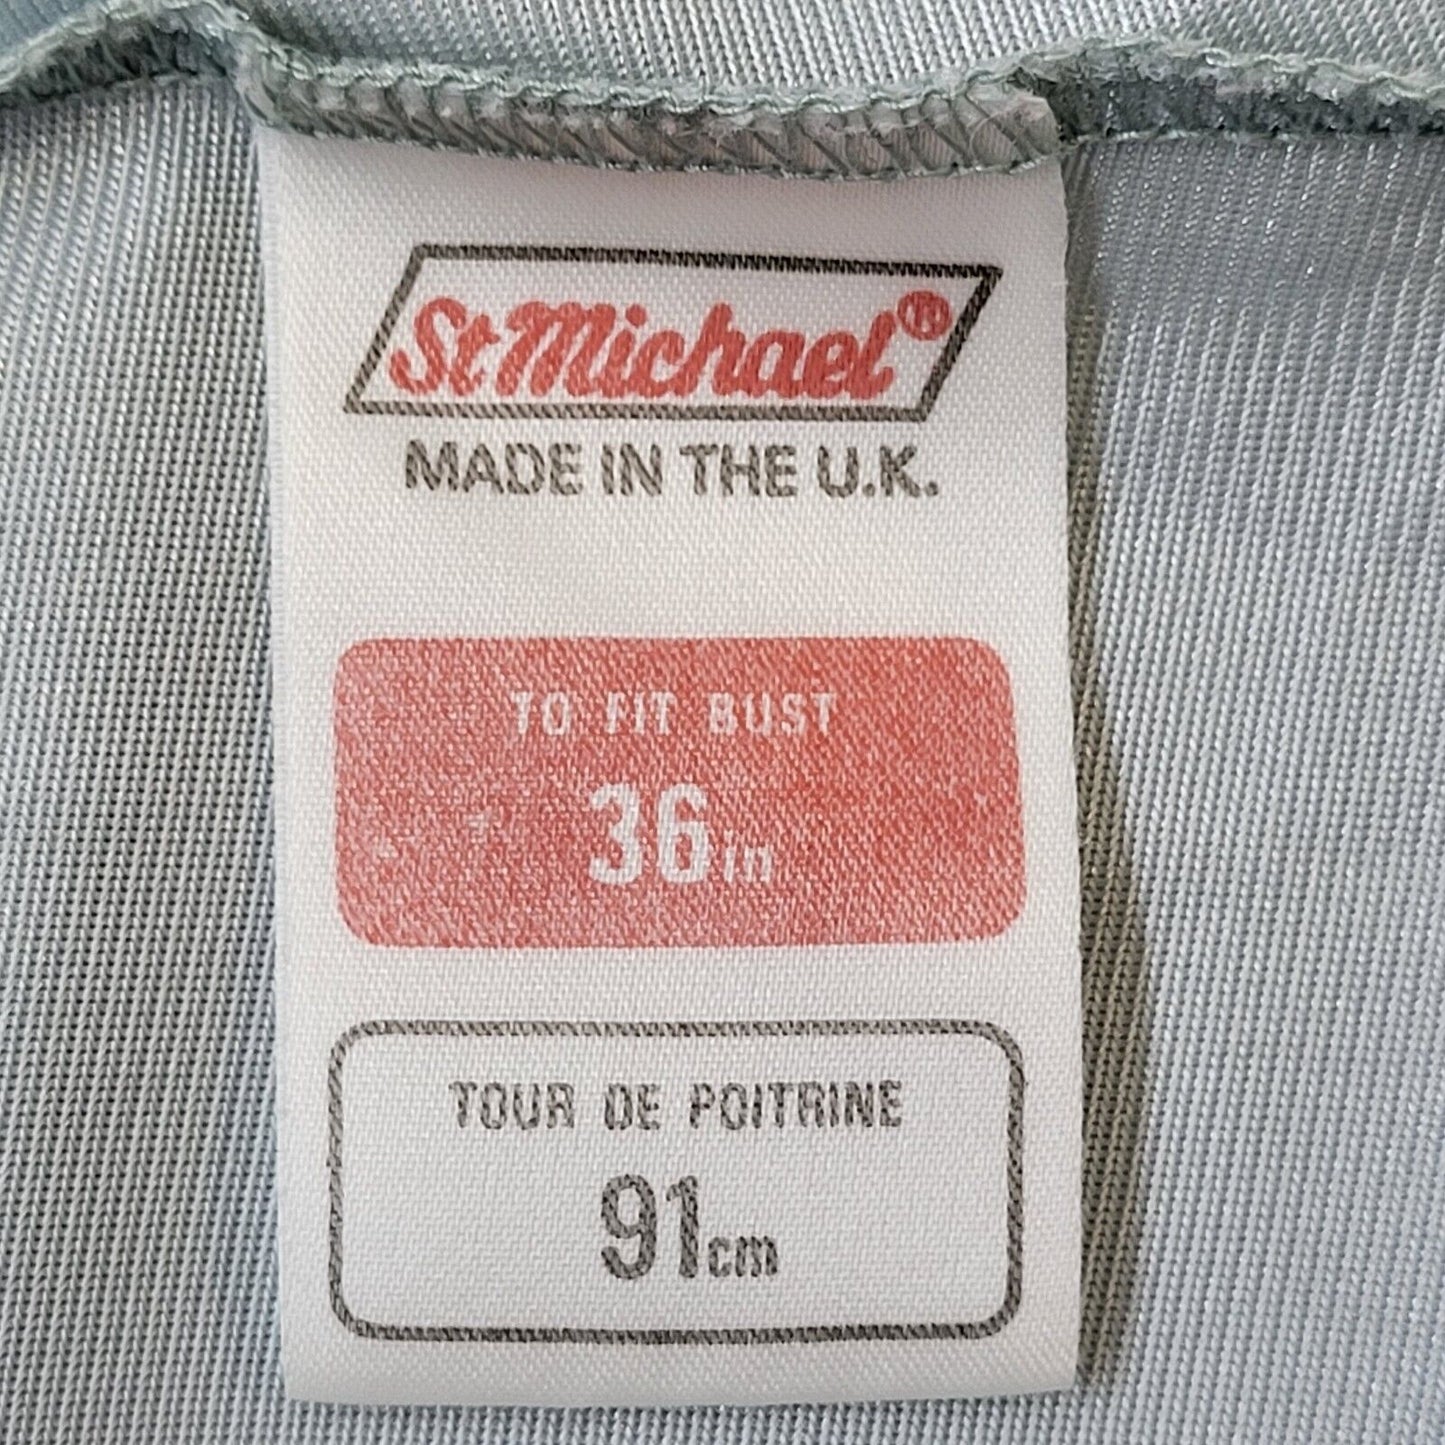 St Michael®
MADE IN THE U.K.
TO FIT BUST
36in
TOUR DE POITRINE
91cm